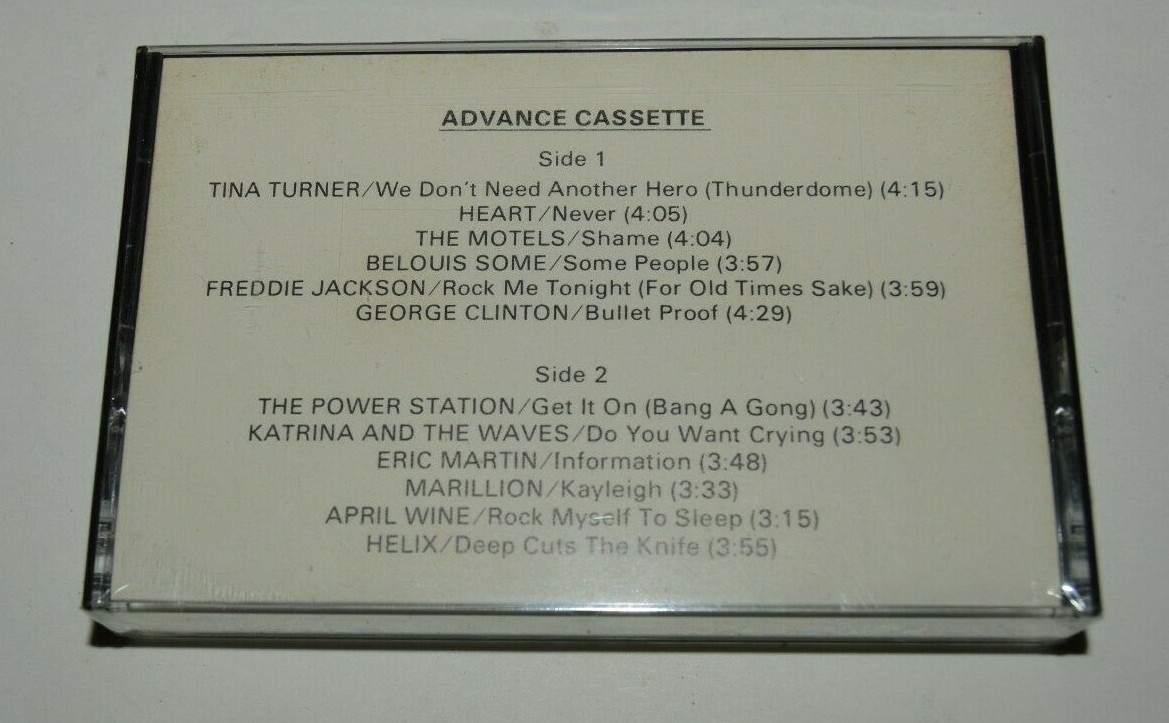 ADVANCE CASSETTE
Side 1
TINA TURNER/We Don't Need Another Hero (Thunderdome) (4:15)
HEART/Never (4:05)
THE MOTELS/Shame (4:04)
BELOUIS SOME/Some People (3:57)
FREDDIE JACKSON/Rock Me Tonight (For Old Times Sake) (3:59)
GEORGE CLINTON/Bullet Proof (4:29)
Side 2
THE POWER STATION/Get It On (Bang A Gong) (3:43)
KATRINA AND THE WAVES/Do You Want Crying (3:53)
ERIC MARTIN/Information (3:48)
MARILLION/Kayleigh (3:33)
APRIL WINE/Rock Myself To Sleep (3:15)
HELIX/Deep Cuts The Knife (3:55)